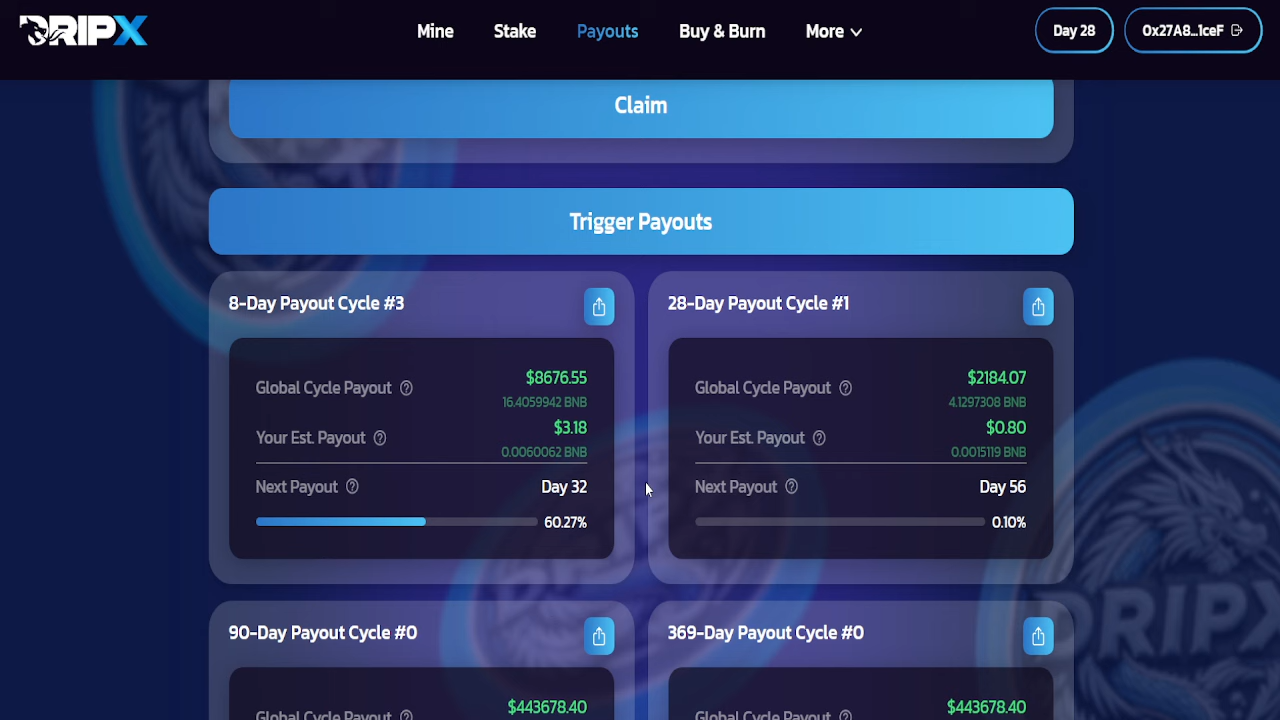 DRIPX
Mine
Stake
Payouts
Buy & Burn
More
Day 28
0x27A8...1ceF
Claim
Trigger Payouts
8-Day Payout Cycle #3
Global Cycle Payout
$8676.55
16.4059942 BNB
Your Est. Payout
$3.18
0.0060062 BNB
Next Payout
Day 32
60.27%
28-Day Payout Cycle #1
Global Cycle Payout
$2184.07
4.1297308 BNB
Your Est. Payout
$0.80
0.0015119 BNB
Next Payout
Day 56
0.10%
90-Day Payout Cycle #0
Global Cycle Payout
$443678.40
369-Day Payout Cycle #0
Global Cycle Payout
$443678.40
DRIPX